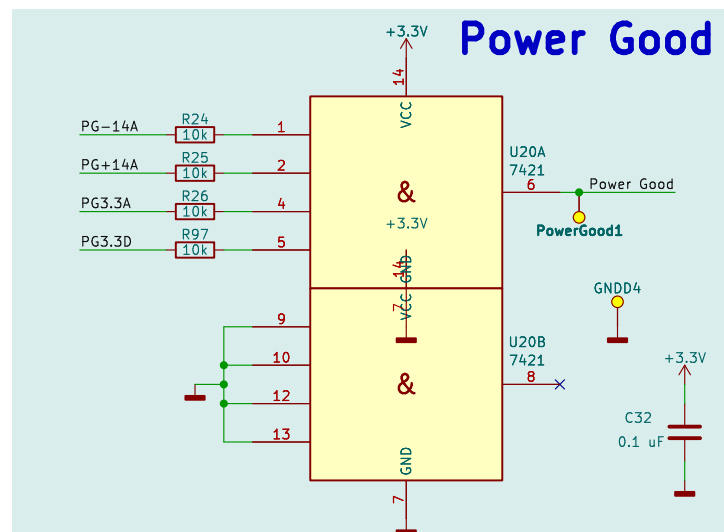 Power Good
+3.3V
14
VCC
PG-14A
R24
10k
1
PG+14A
R25
10k
2
U20A
7421
6
Power Good
PG3.3A
R26
10k
4
&
PowerGood1
+3.3V
PG3.3D
R97
10k
5
14
GND
VCC
7
GNDD4
9
10
12
13
&
U20B
7421
8
+3.3V
C32
0.1 uF
GND
7